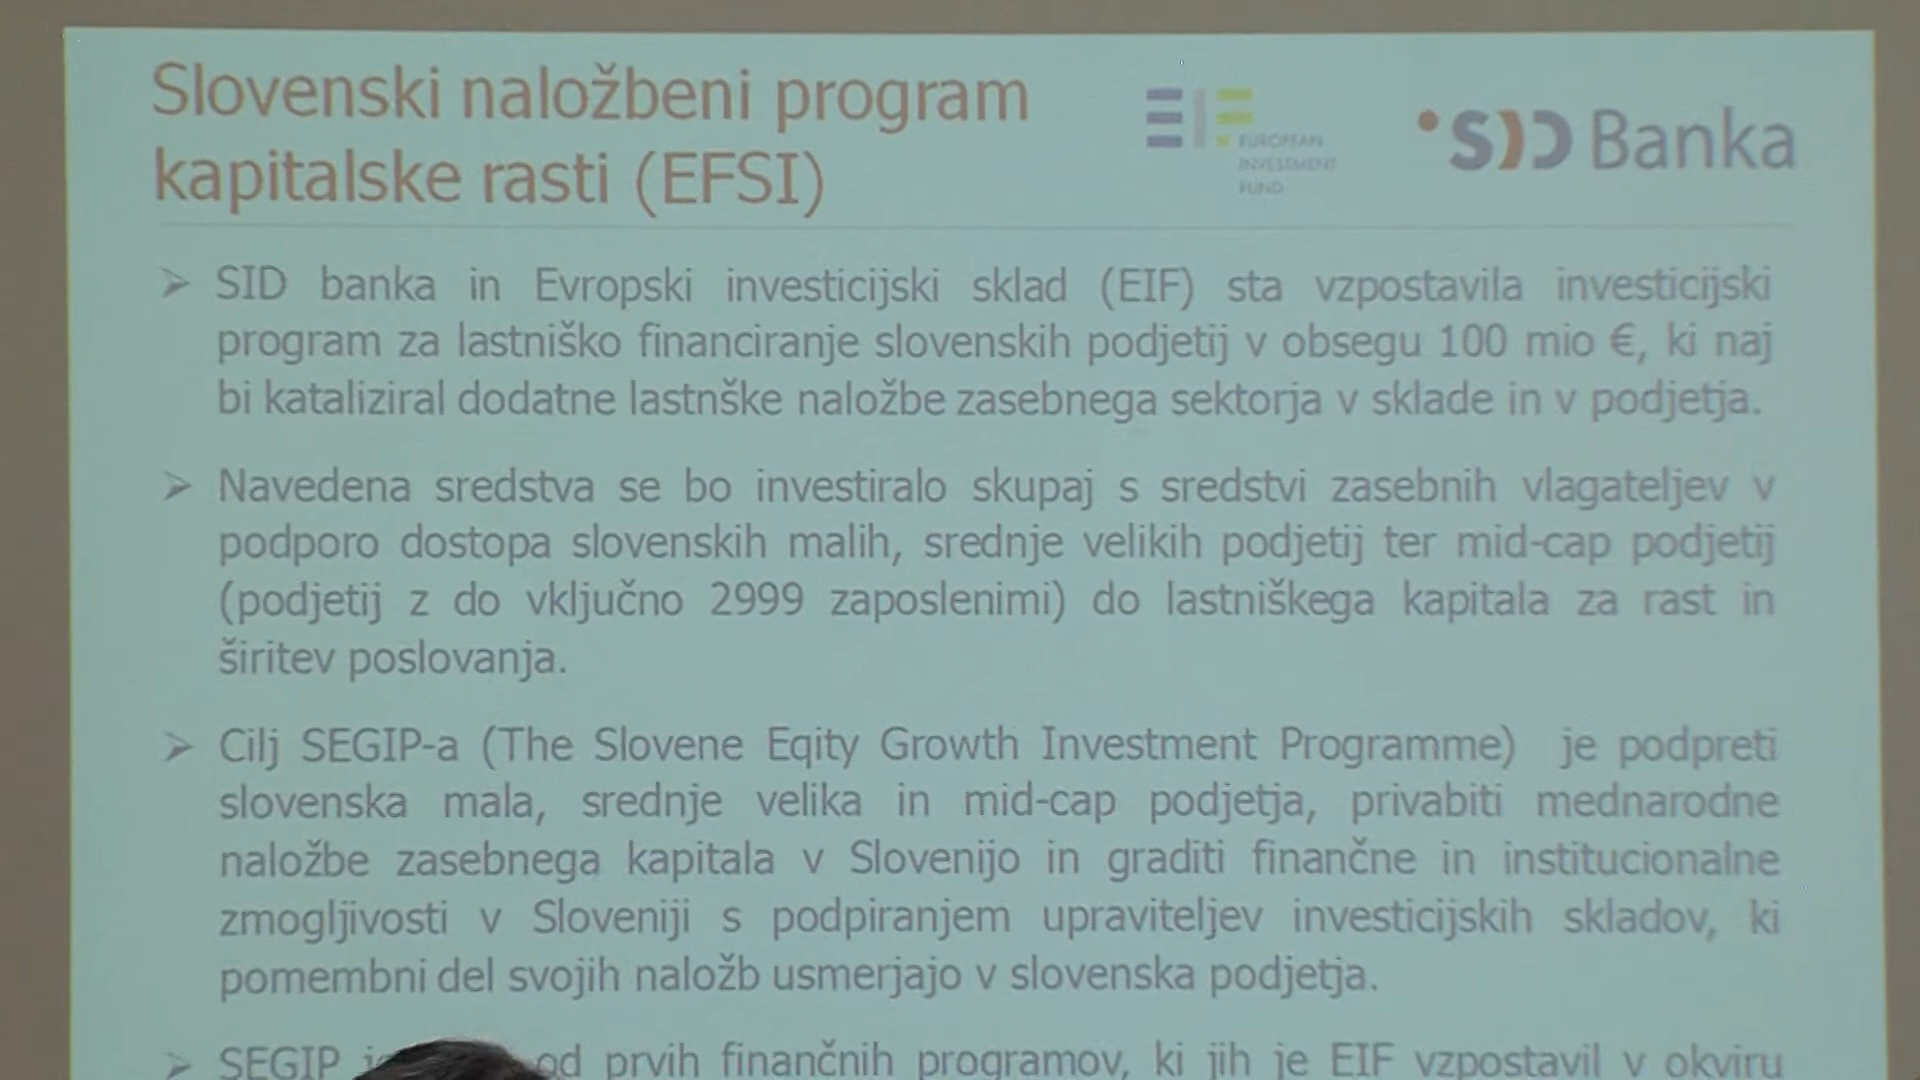 Slovenski naložbeni program
kapitalske rasti (EFSI)
EIF
EUROPEAN
INVESTMENT
FUND
SID Banka
SID banka in Evropski investicijski sklad (EIF) sta vzpostavila investicijski
program za lastniško financiranje slovenskih podjetij v obsegu 100 mio €, ki naj
bi kataliziral dodatne lastnške naložbe zasebnega sektorja v sklade in v podjetja.
Navedena sredstva se bo investiralo skupaj s sredstvi zasebnih vlagateljev v
podporo dostopa slovenskih malih, srednje velikih podjetij ter mid-cap podjetij
(podjetij z do vključno 2999 zaposlenimi) do lastniškega kapitala za rast in
širitev poslovanja.
Cilj SEGIP-a (The Slovene Eqity Growth Investment Programme) je podpreti
slovenska mala, srednje velika in mid-cap podjetja, privabiti mednarodne
naložbe zasebnega kapitala v Slovenijo in graditi finančne in institucionalne
zmogljivosti v Sloveniji s podpiranjem upraviteljev investicijskih skladov, ki
pomembni del svojih naložb usmerjajo v slovenska podjetja.
SEGIP od prvih finančnih programov, ki jih je EIF vzpostavil v okviru